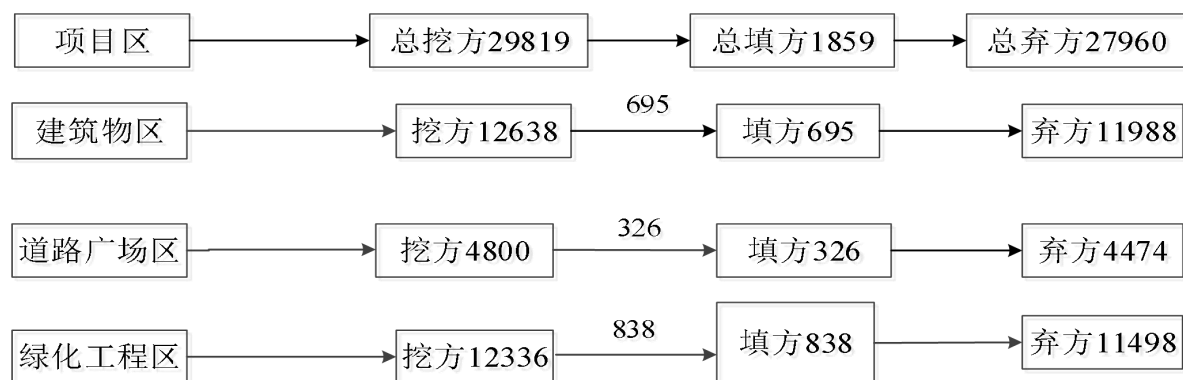 项目区 总挖方29819 总填方1859 总弃方27960
695
建筑物区 挖方12638 填方695 弃方11988
326
道路广场区 挖方4800 填方326 弃方4474
838
绿化工程区 挖方12336 填方838 弃方11498